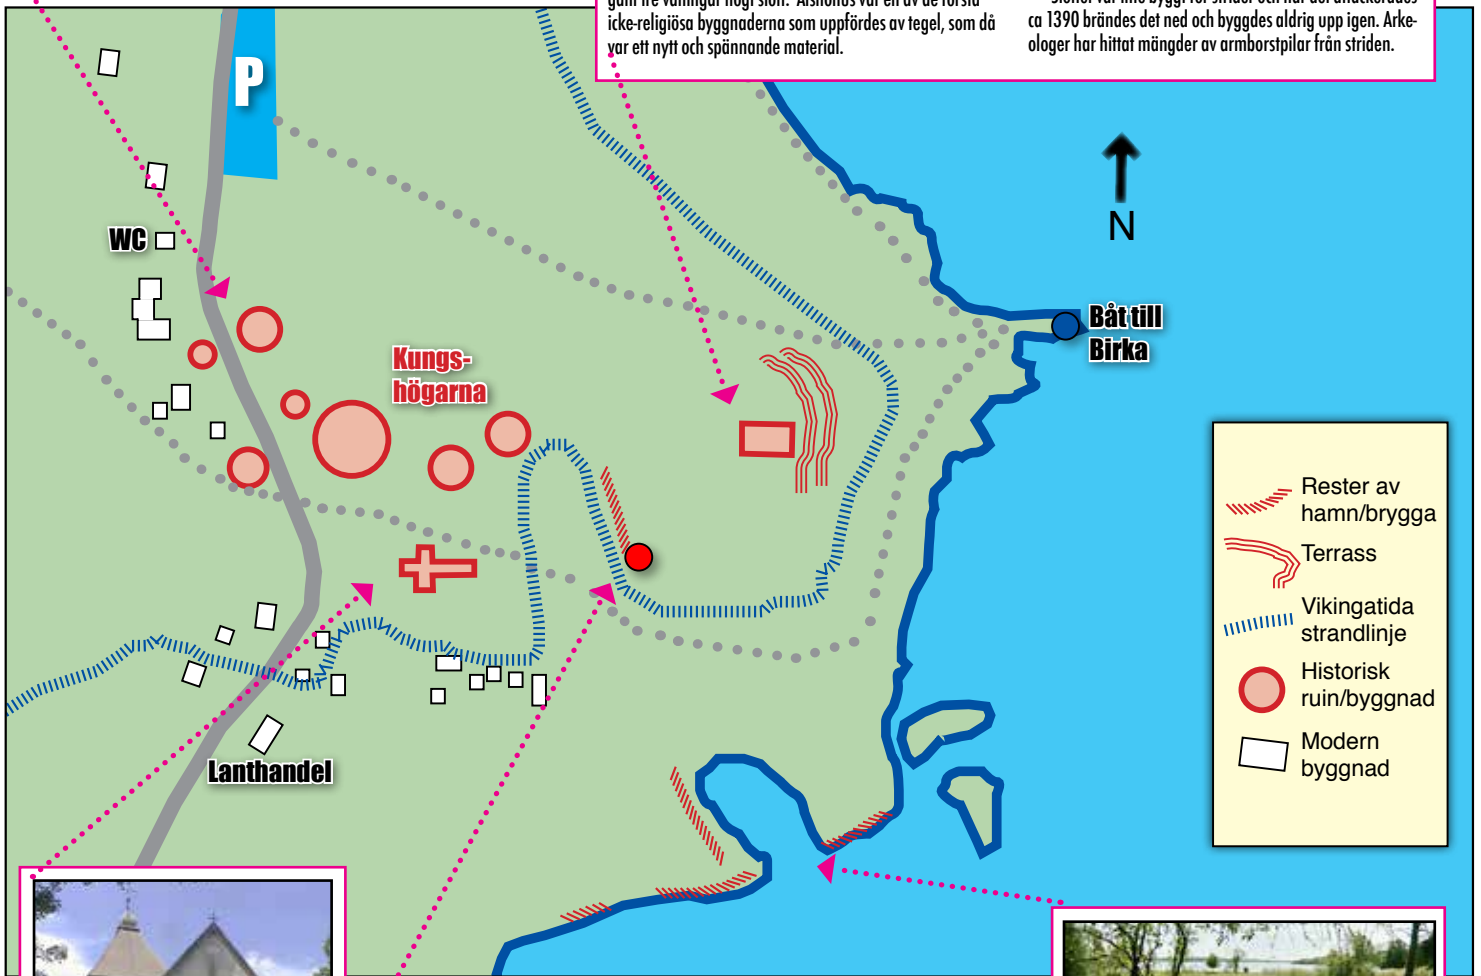 icke-religiösa byggnaderna som uppfördes av tegel, som då
var ett nytt och spännande material.
ca 1390 brändes det ned och byggdes aldrig upp igen. Arke-
ologer har hittat mängder av armborstpilar från striden.
P
N
WC
Båt till
Birka
Kungs-
högarna
Lanthandel
Rester av
hamn/brygga
Terrass
Vikingatida
strandlinje
Historisk
ruin/byggnad
Modern
byggnad